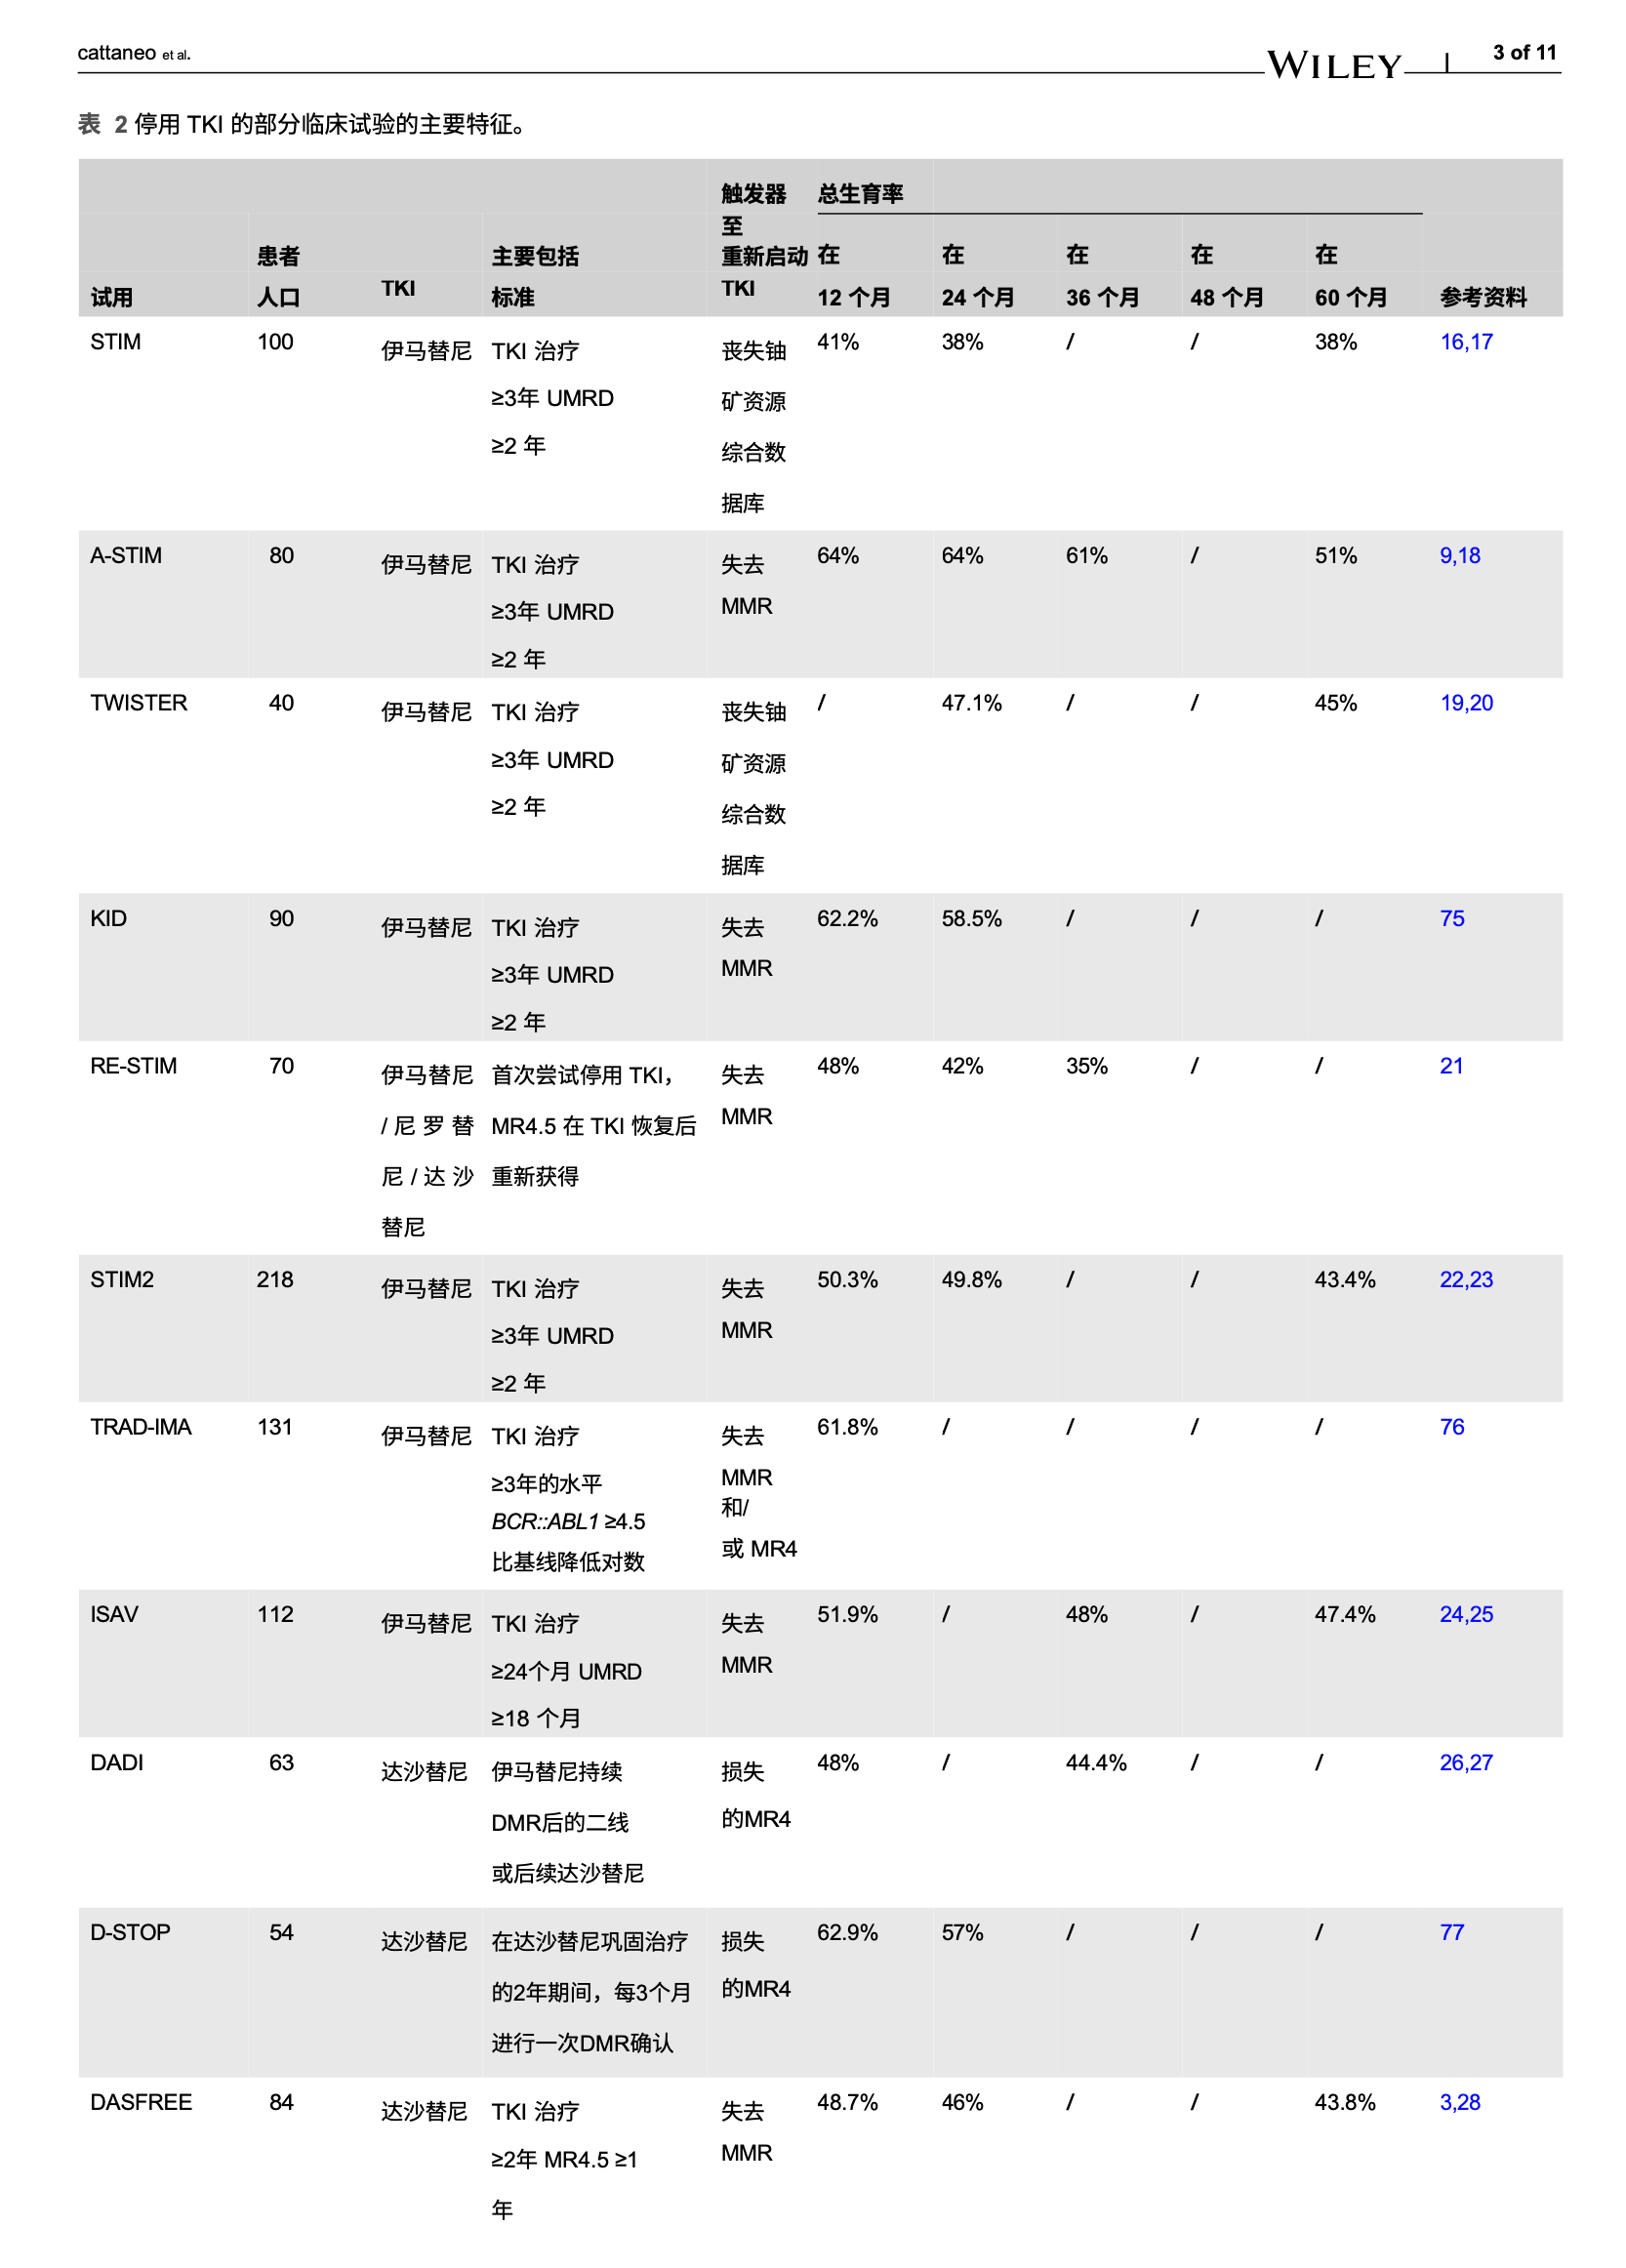 cattaneo et al.
WILEY
3 of 11
表 2 停用 TKI 的部分临床试验的主要特征。
触发器 总生育率
至
患者 主要包括 重新启动 在 在 在 在 在
试用 人口 TKI 标准 TKI 12 个月 24 个月 36 个月 48 个月 60 个月 参考资料
STIM 100 伊马替尼 TKI 治疗 丧失铀 41% 38% / / 38% 16,17
≥3年 UMRD 矿资源
≥2 年 综合数
据库
A-STIM 80 伊马替尼 TKI 治疗 失去 64% 64% 61% / 51% 9,18
≥3年 UMRD MMR
≥2 年
TWISTER 40 伊马替尼 TKI 治疗 丧失铀 / 47.1% / / 45% 19,20
≥3年 UMRD 矿资源
≥2 年 综合数
据库
KID 90 伊马替尼 TKI 治疗 失去 62.2% 58.5% / / / 75
≥3年 UMRD MMR
≥2 年
RE-STIM 70 伊马替尼 首次尝试停用 TKI， 失去 48% 42% 35% / / 21
/ 尼 罗 替 MR4.5 在 TKI 恢复后 MMR
尼 / 达 沙 重新获得
替尼
STIM2 218 伊马替尼 TKI 治疗 失去 50.3% 49.8% / / 43.4% 22,23
≥3年 UMRD MMR
≥2 年
TRAD-IMA 131 伊马替尼 TKI 治疗 失去 61.8% / / / / 76
≥3年的水平 MMR
BCR::ABL1 ≥4.5 和/
比基线降低对数 或 MR4
ISAV 112 伊马替尼 TKI 治疗 失去 51.9% / 48% / 47.4% 24,25
≥24个月 UMRD MMR
≥18 个月
DADI 63 达沙替尼 伊马替尼持续 损失 48% / 44.4% / / 26,27
DMR后的二线 的MR4
或后续达沙替尼
D-STOP 54 达沙替尼 在达沙替尼巩固治疗 损失 62.9% 57% / / / 77
的2年期间，每3个月 的MR4
进行一次DMR确认
DASFREE 84 达沙替尼 TKI 治疗 失去 48.7% 46% / / 43.8% 3,28
≥2年 MR4.5 ≥1 MMR
年